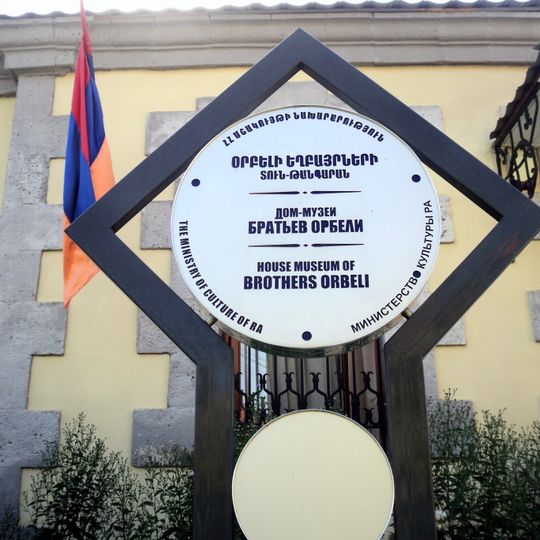 ՀՀ ՄՇԱԿՈՒՅԹԻ ՆԱԽԱՐԱՐՈՒԹՅՈՒՆ
ՕՐԲԵԼԻ ԵՂԲԱՅՐՆԵՐԻ
ՏՈՒՆ-ԹԱՆԳԱՐԱՆ
ДОМ-МУЗЕИ
БРАТЬЕВ ОРБЕЛИ
HOUSE MUSEUM OF
BROTHERS ORBELI
THE MINISTRY OF CULTURE OF RA
МИНИСТЕРСТВО КУЛЬТУРЫ РА